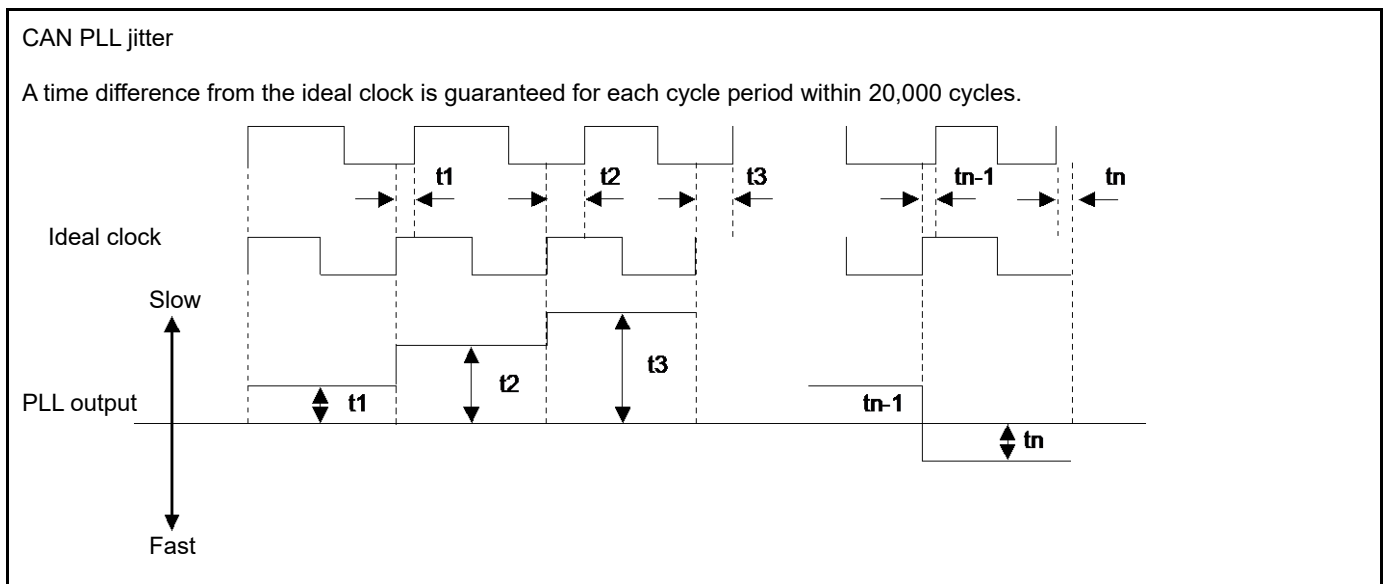 CAN PLL jitter
A time difference from the ideal clock is guaranteed for each cycle period within 20,000 cycles.
t1 t2 t3 tn-1 tn
Ideal clock
Slow
t1 t2 t3 tn-1 tn
PLL output
Fast